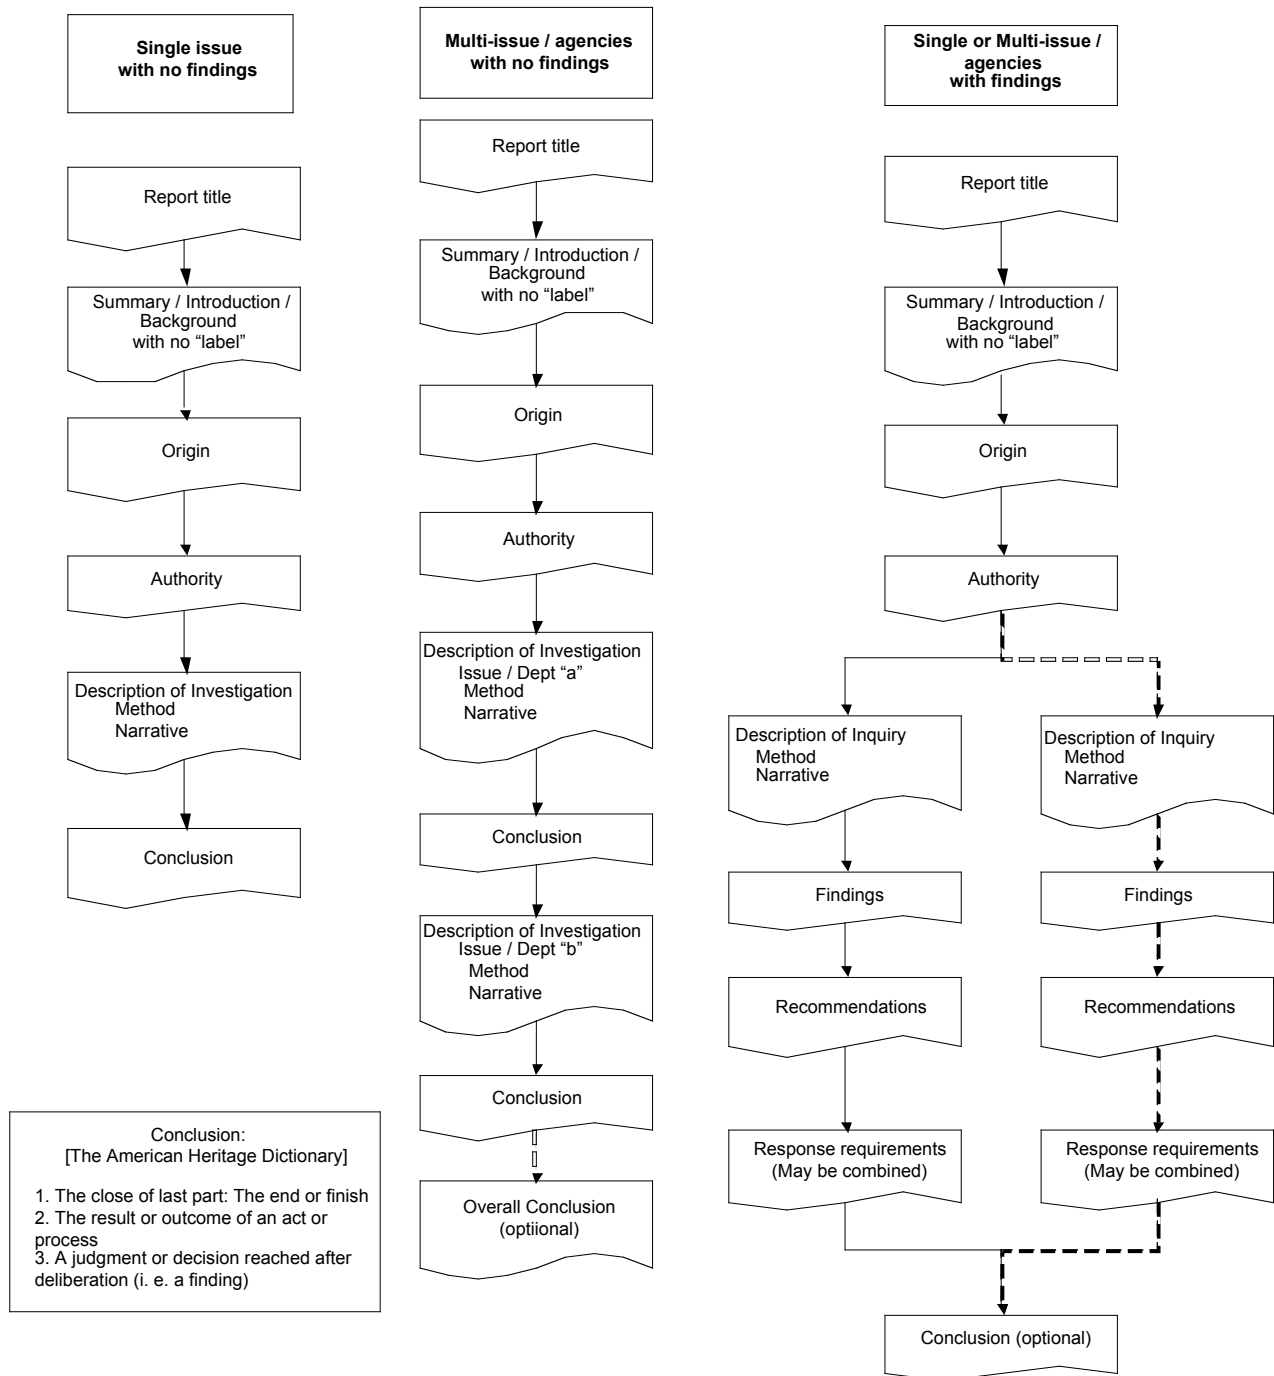 Single issue
with no findings
Report title
Summary / Introduction /
Background
with no “label”
Origin
Authority
Description of Investigation
Method
Narrative
Conclusion
Conclusion:
[The American Heritage Dictionary]
1. The close of last part: The end or finish
2. The result or outcome of an act or
process
3. A judgment or decision reached after
deliberation (i. e. a finding)
Multi-issue / agencies
with no findings
Report title
Summary / Introduction /
Background
with no “label”
Origin
Authority
Description of Investigation
Issue / Dept “a”
Method
Narrative
Conclusion
Description of Investigation
Issue / Dept “b”
Method
Narrative
Conclusion
Overall Conclusion
(optiional)
Single or Multi-issue /
agencies
with findings
Report title
Summary / Introduction /
Background
with no “label”
Origin
Authority
Description of Inquiry
Method
Narrative
Findings
Recommendations
Response requirements
(May be combined)
Description of Inquiry
Method
Narrative
Findings
Recommendations
Response requirements
(May be combined)
Conclusion (optional)